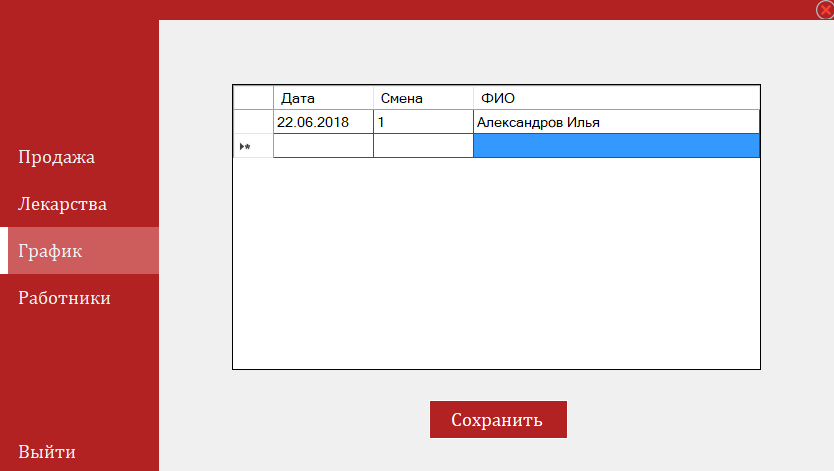 Продажа
Лекарства
График
Работники
Выйти
Дата Смена ФИО
22.06.2018 1 Александров Илья
Сохранить